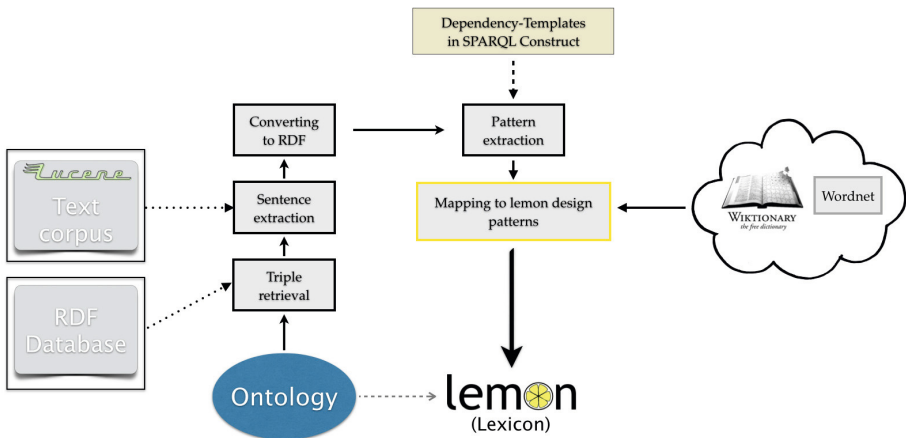 Dependency-Templates
in SPARQL Construct
Converting
to RDF
Pattern
extraction
Lucene
Text
corpus
Sentence
extraction
Mapping to lemon design
patterns
WIKTIONARY
the free dictionary
Wordnet
Triple
retrieval
RDF
Database
Ontology
lemon
(Lexicon)